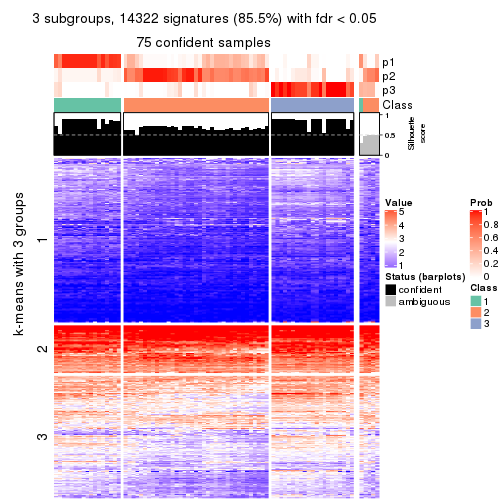 3 subgroups, 14322 signatures (85.5%) with fdr < 0.05
75 confident samples
p1
p2
p3
Class
1
0.5
0
Silhouette
score
k-means with 3 groups
1
2
3
Value
5
4
3
2
1
Status (barplots)
confident
ambiguous
Prob
1
0.8
0.6
0.4
0.2
0
Class
1
2
3